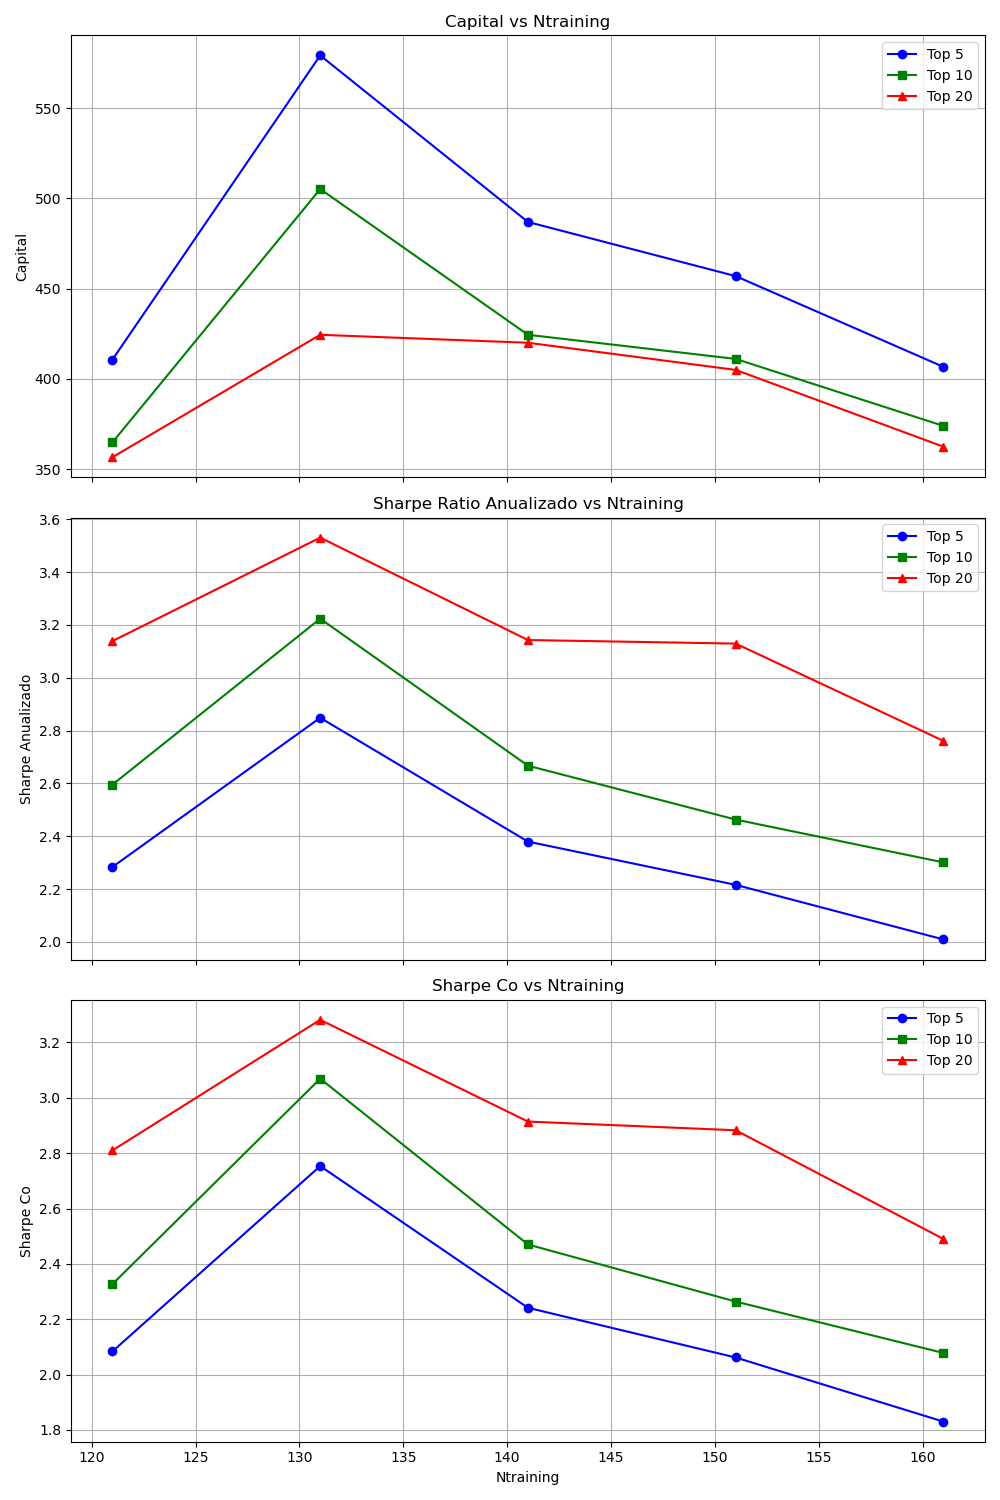 Capital vs Ntraining
Top 5
Top 10
Top 20
550
500
450
400
350
Capital
Sharpe Ratio Anualizado vs Ntraining
Top 5
Top 10
Top 20
3.6
3.4
3.2
3.0
2.8
2.6
2.4
2.2
2.0
Sharpe Anualizado
Sharpe Co vs Ntraining
Top 5
Top 10
Top 20
3.2
3.0
2.8
2.6
2.4
2.2
2.0
1.8
Sharpe Co
120 125 130 135 140 145 150 155 160
Ntraining